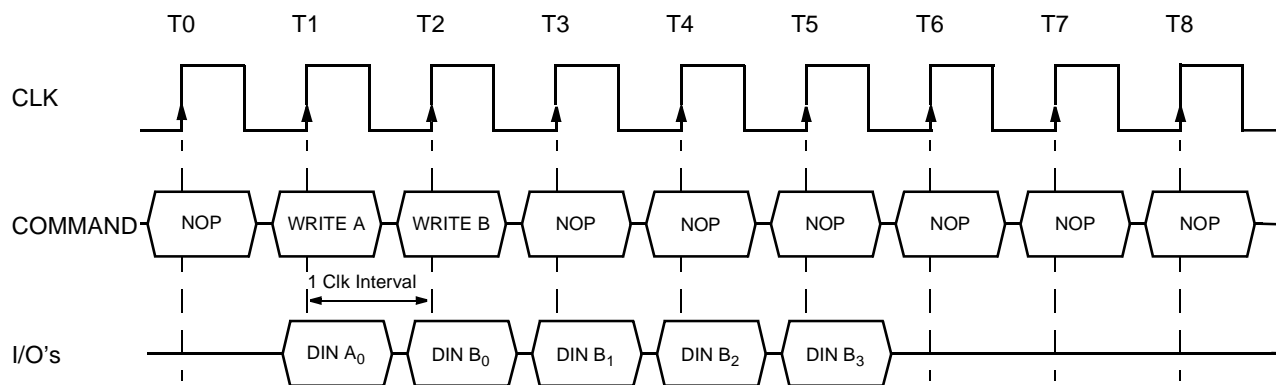 T0 T1 T2 T3 T4 T5 T6 T7 T8
CLK
COMMAND NOP WRITE A WRITE B NOP NOP NOP NOP NOP NOP
1 Clk Interval
I/O's DIN A0 DIN B0 DIN B1 DIN B2 DIN B3